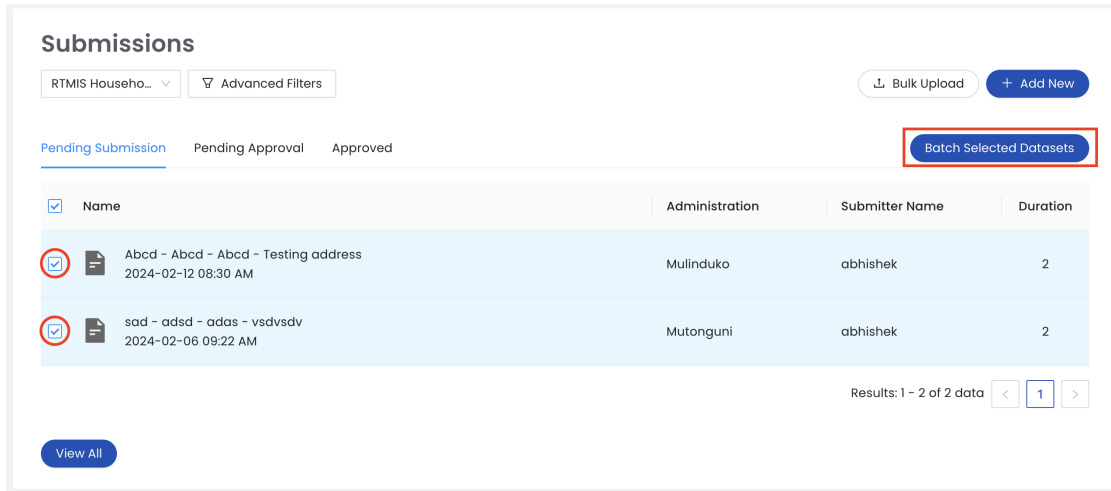 Submissions
RTMIS Househo... Advanced Filters Bulk Upload + Add New
Pending Submission Pending Approval Approved Batch Selected Datasets
Name Administration Submitter Name Duration
Abcd - Abcd - Abcd - Testing address
2024-02-12 08:30 AM
Mulinduko abhishek 2
sad - adsd - adas - vsdvsdv
2024-02-06 09:22 AM
Mutonguni abhishek 2
Results: 1 - 2 of 2 data < 1 >
View All